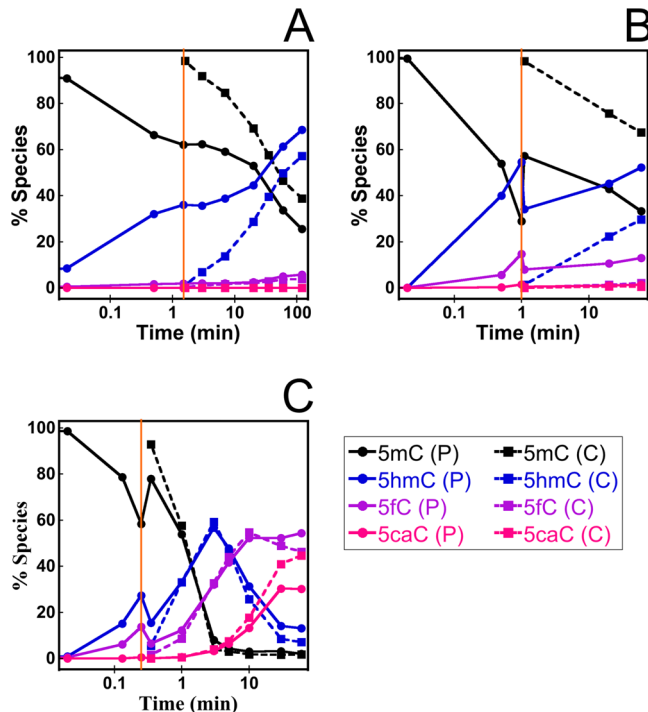 A
B
% Species
100
80
60
40
20
0
0.1
1
10
100
Time (min)
% Species
100
80
60
40
20
0
0.1
1
10
Time (min)
C
% Species
100
80
60
40
20
0
0.1
1
10
Time (min)
5mC (P) 5mC (C)
5hmC (P) 5hmC (C)
5fC (P) 5fC (C)
5caC (P) 5caC (C)